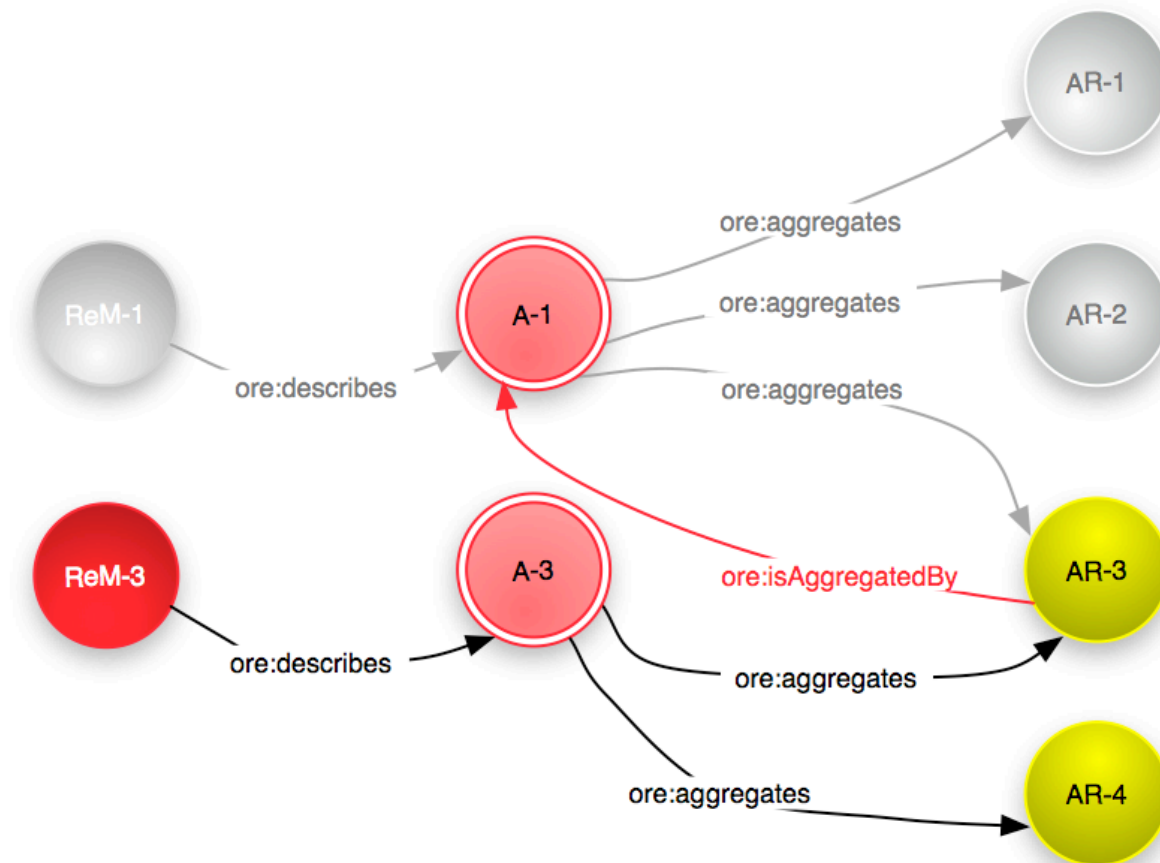 AR-1
ore:aggregates
ReM-1
A-1
ore:aggregates
AR-2
ore:describes
ore:aggregates
ReM-3
A-3
ore:isAggregatedBy
AR-3
ore:describes
ore:aggregates
ore:aggregates
AR-4